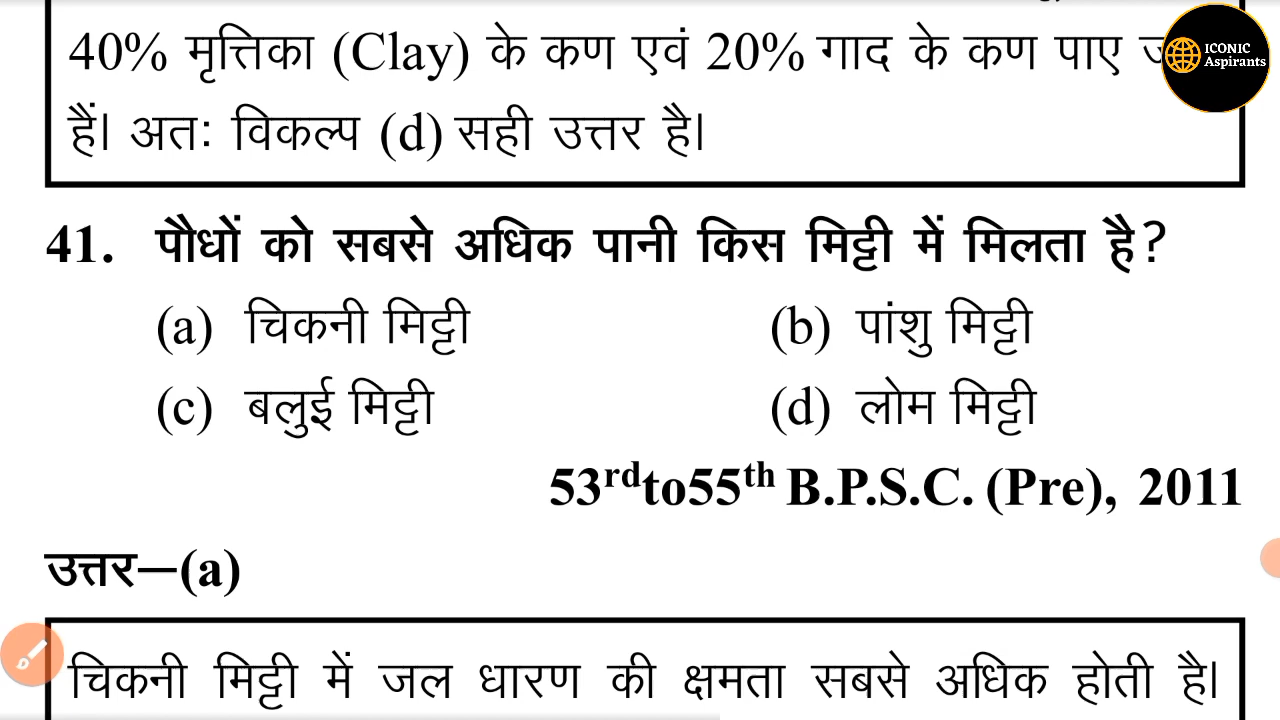 40% मृत्तिका (Clay) के कण एवं 20% गाद के कण पाए
ICONIC
Aspirants
हैं। अतः विकल्प (d) सही उत्तर है।
41. पौधों को सबसे अधिक पानी किस मिट्टी में मिलता है?
(a) चिकनी मिट्टी (b) पांशु मिट्टी
(c) बलुई मिट्टी (d) लोम मिट्टी
53rdto55th B.P.S.C. (Pre), 2011
उत्तर—(a)
चिकनी मिट्टी में जल धारण की क्षमता सबसे अधिक होती है।